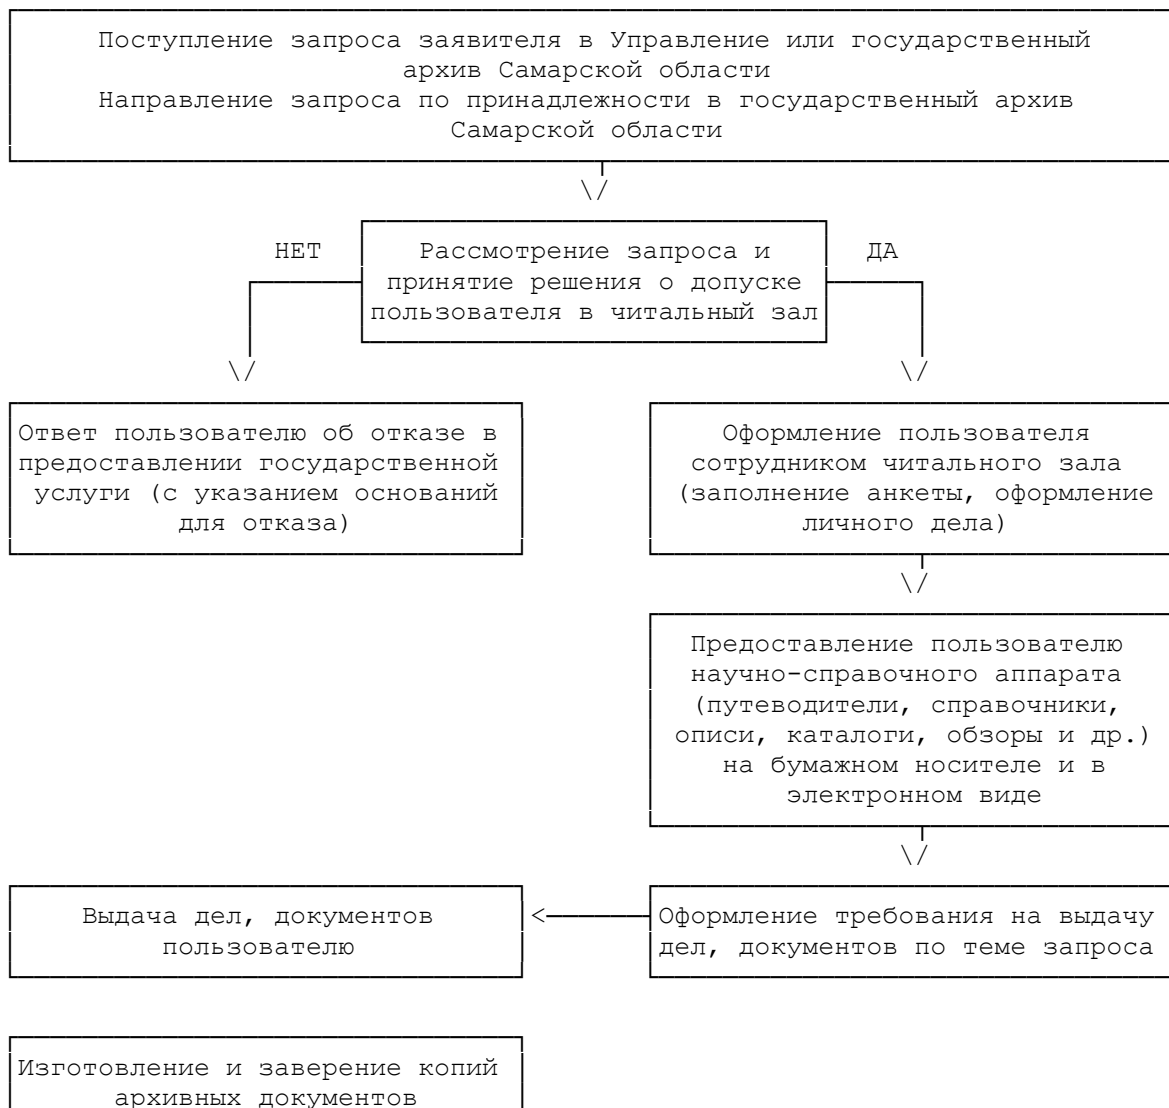 Поступление запроса заявителя в Управление или государственный
архив Самарской области
Направление запроса по принадлежности в государственный архив
Самарской области
\/
НЕТ
Рассмотрение запроса и
ДА
принятие решения о допуске
пользователя в читальный зал
\/
\/
Ответ пользователю об отказе в
предоставлении государственной
услуги (с указанием оснований
для отказа)
Оформление пользователя
сотрудником читального зала
(заполнение анкеты, оформление
личного дела)
\/
Предоставление пользователю
научно-справочного аппарата
(путеводители, справочники,
описи, каталоги, обзоры и др.)
на бумажном носителе и в
электронном виде
\/
Оформление требования на выдачу
дел, документов по теме запроса
<
Выдача дел, документов
пользователю
Изготовление и заверение копий
архивных документов